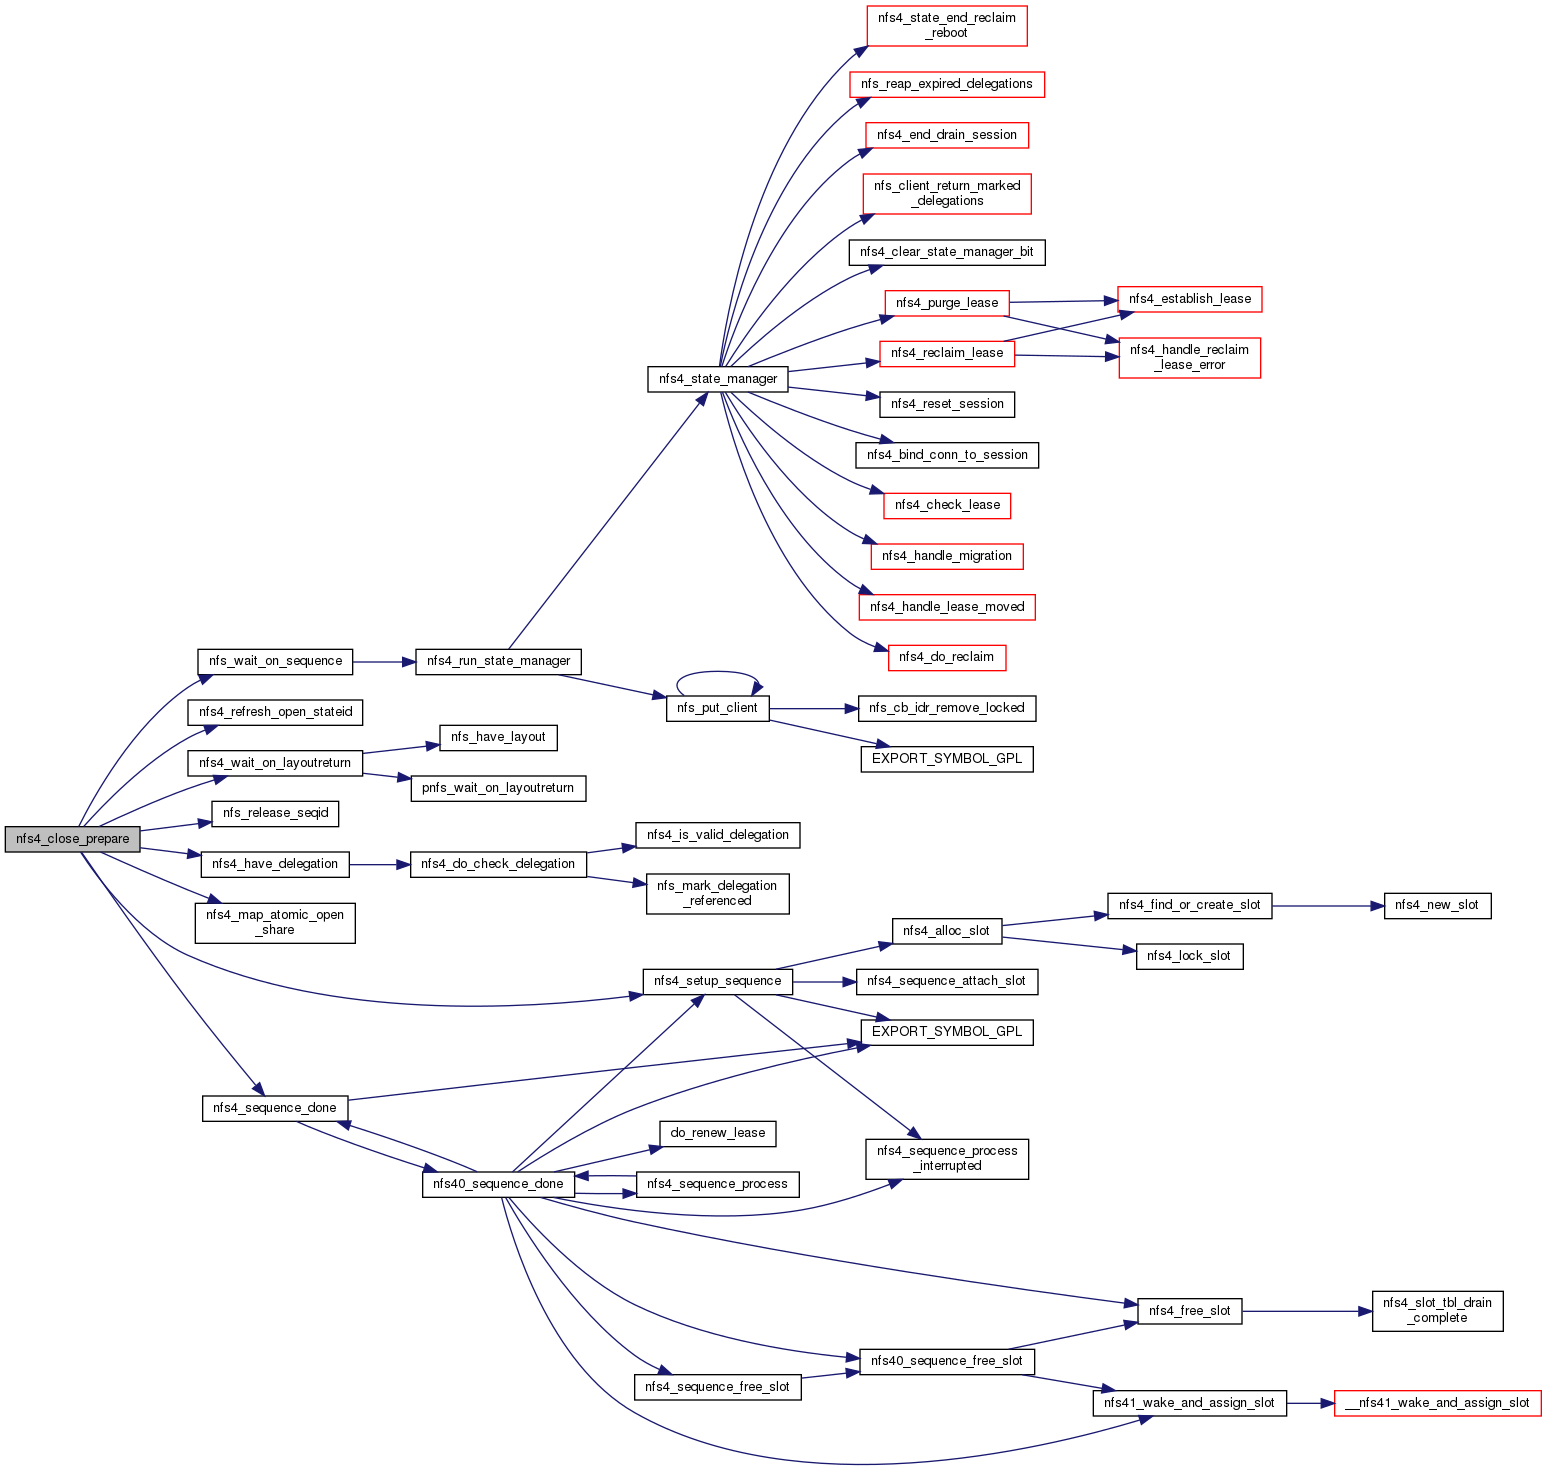 nfs4_state_end_reclaim
_reboot
nfs_reap_expired_delegations
nfs4_end_drain_session
nfs_client_return_marked
_delegations
nfs4_clear_state_manager_bit
nfs4_purge_lease
nfs4_establish_lease
nfs4_reclaim_lease
nfs4_handle_reclaim
_lease_error
nfs4_state_manager
nfs4_reset_session
nfs4_bind_conn_to_session
nfs4_check_lease
nfs4_handle_migration
nfs4_handle_lease_moved
nfs4_do_reclaim
nfs_wait_on_sequence
nfs4_run_state_manager
nfs4_refresh_open_stateid
nfs_put_client
nfs_cb_idr_remove_locked
nfs_have_layout
nfs4_wait_on_layoutreturn
EXPORT_SYMBOL_GPL
pnfs_wait_on_layoutreturn
nfs_release_seqid
nfs4_close_prepare
nfs4_is_valid_delegation
nfs4_have_delegation
nfs4_do_check_delegation
nfs_mark_delegation
_referenced
nfs4_map_atomic_open
_share
nfs4_find_or_create_slot
nfs4_new_slot
nfs4_alloc_slot
nfs4_lock_slot
nfs4_setup_sequence
nfs4_sequence_attach_slot
EXPORT_SYMBOL_GPL
nfs4_sequence_done
do_renew_lease
nfs4_sequence_process
_interrupted
nfs40_sequence_done
nfs4_sequence_process
nfs4_free_slot
nfs4_slot_tbl_drain
_complete
nfs40_sequence_free_slot
nfs4_sequence_free_slot
nfs41_wake_and_assign_slot
__nfs41_wake_and_assign_slot